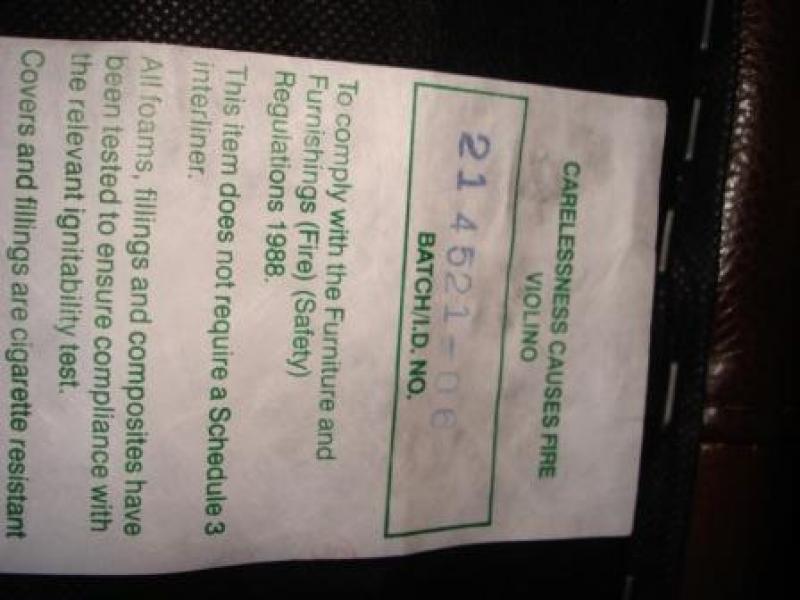 CARELESSNESS CAUSES FIRE
VIOLINO
214521-06
BATCH/I.D. NO.
To comply with the Furniture and
Furnishings (Fire) (Safety)
Regulations 1988.
This item does not require a Schedule 3
interliner.
All foams, fillings and composites have
been tested to ensure compliance with
the relevant ignitability test.
Covers and fillings are cigarette resistant